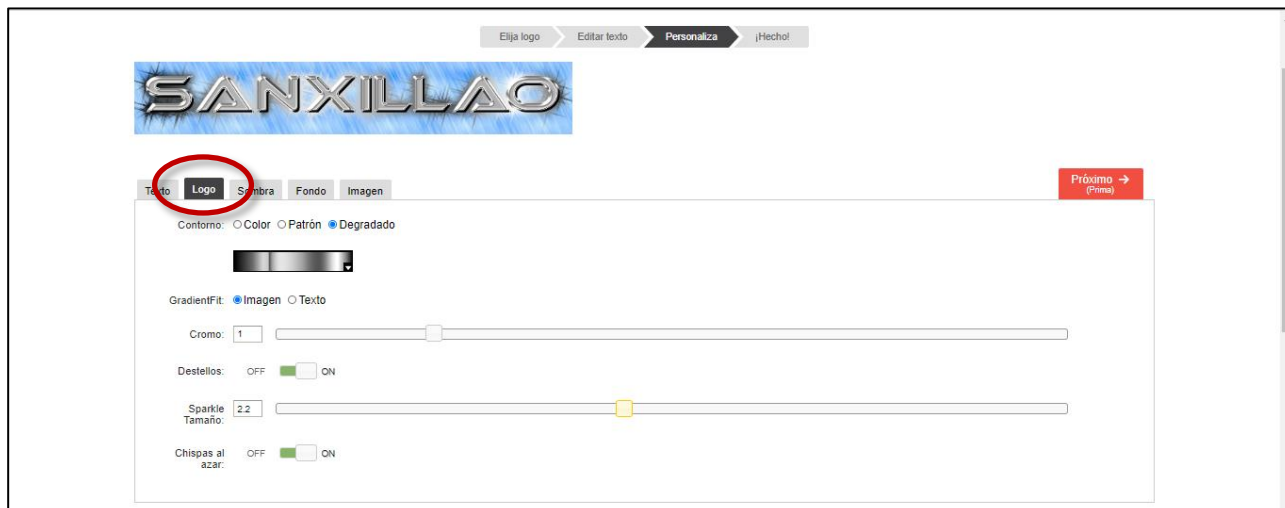 Elija logo Editar texto Personaliza ¡Hecho!
SANXILLAO
Texto Logo Sombra Fondo Imagen
Próximo →
(Prima)
Contorno: Color Patrón Degradado
GradientFit: Imagen Texto
Cromo: 1
Destellos: OFF ON
Sparkle 2.2
Tamaño:
Chispas al OFF ON
azar: